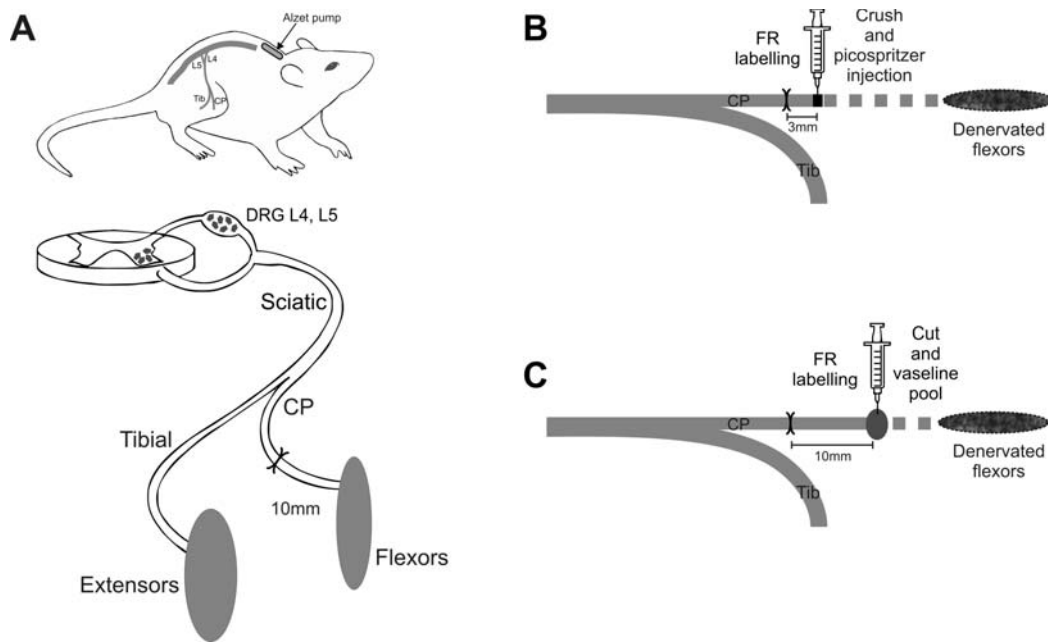 A
Alzet pump
L5
L4
Tib
CP
DRG L4, L5
Sciatic
CP
Tibial
10mm
Flexors
Extensors
B
FR
labelling
Crush
and
picospritzer
injection
CP
3mm
Tib
Denervated
flexors
C
FR
labelling
Cut
and
vaseline
pool
CP
10mm
Tib
Denervated
flexors